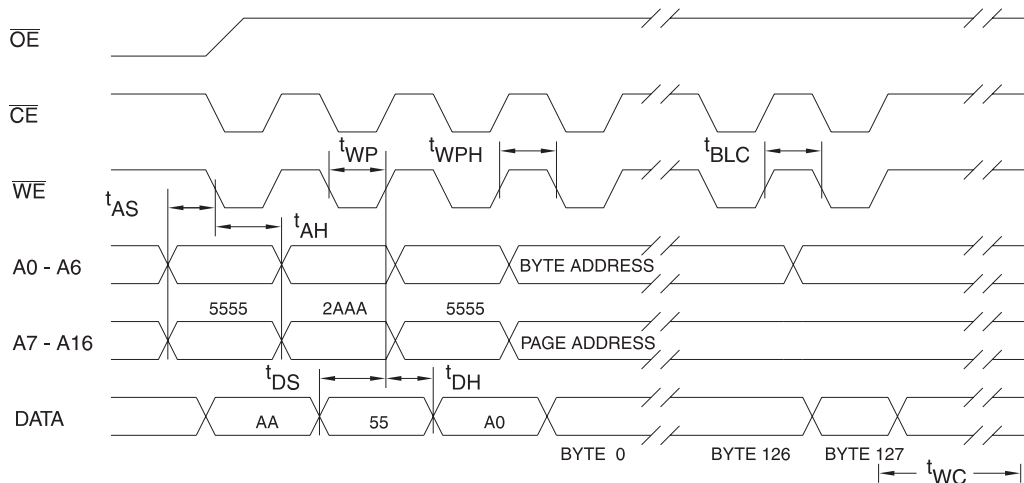 OE
CE
tWP tWPH tBLC
WE
tAS
tAH
A0 - A6 BYTE ADDRESS
5555 2AAA 5555
A7 - A16 PAGE ADDRESS
tDS tDH
DATA AA 55 A0
BYTE 0 BYTE 126 BYTE 127
tWC